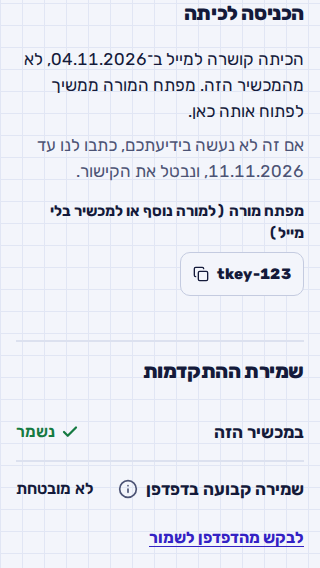 הכניסה לכיתה
הכיתה קושרה למייל ב־04.11.2026, לא
מהמכשיר הזה. מפתח המורה ממשיך
לפתוח אותה כאן.
אם זה לא נעשה בידיעתכם, כתבו לנו עד
11.11.2026, ונבטל את הקישור.
מפתח מורה (למורה נוסף או למכשיר בלי
מייל)
tkey-123
שמירת ההתקדמות
במכשיר הזה נשמר
שמירה קבועה בדפדפן לא מובטחת
לבקש מהדפדפן לשמור